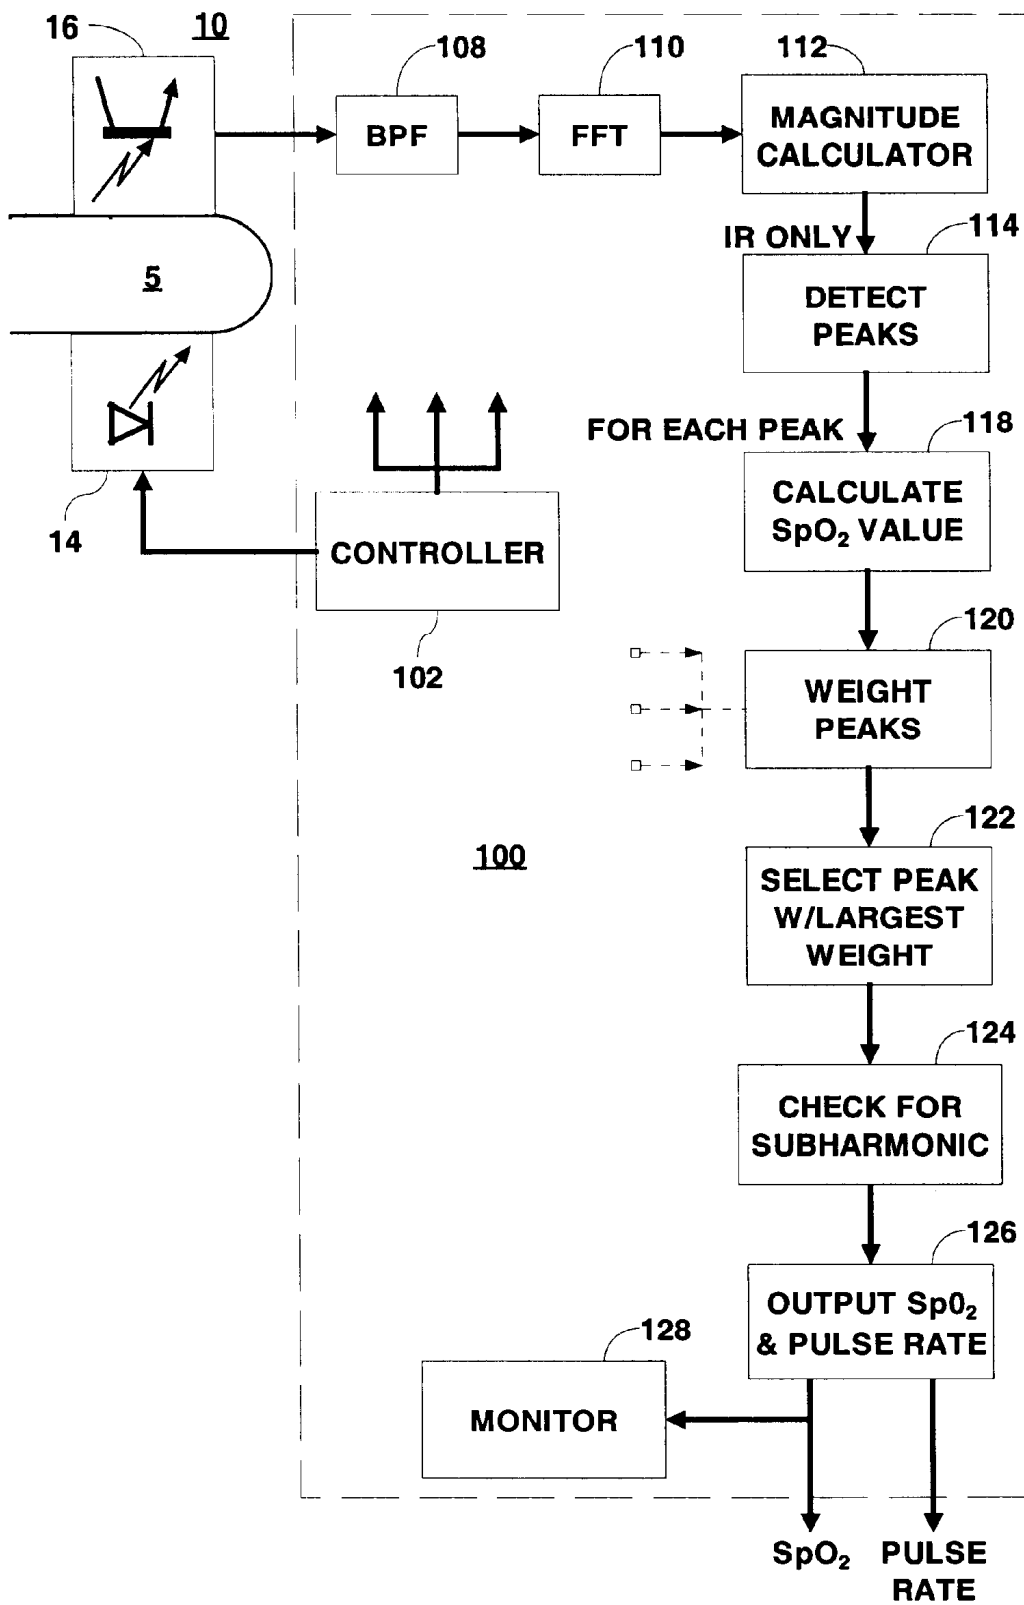 16
10
108
110
112
BPF
FFT
MAGNITUDE
CALCULATOR
IR ONLY
114
5
DETECT
PEAKS
FOR EACH PEAK
118
CALCULATE
SpO₂ VALUE
14
CONTROLLER
102
120
WEIGHT
PEAKS
122
100
SELECT PEAK
W/LARGEST
WEIGHT
124
CHECK FOR
SUBHARMONIC
126
OUTPUT Sp0₂
& PULSE RATE
128
MONITOR
SpO₂
PULSE
RATE